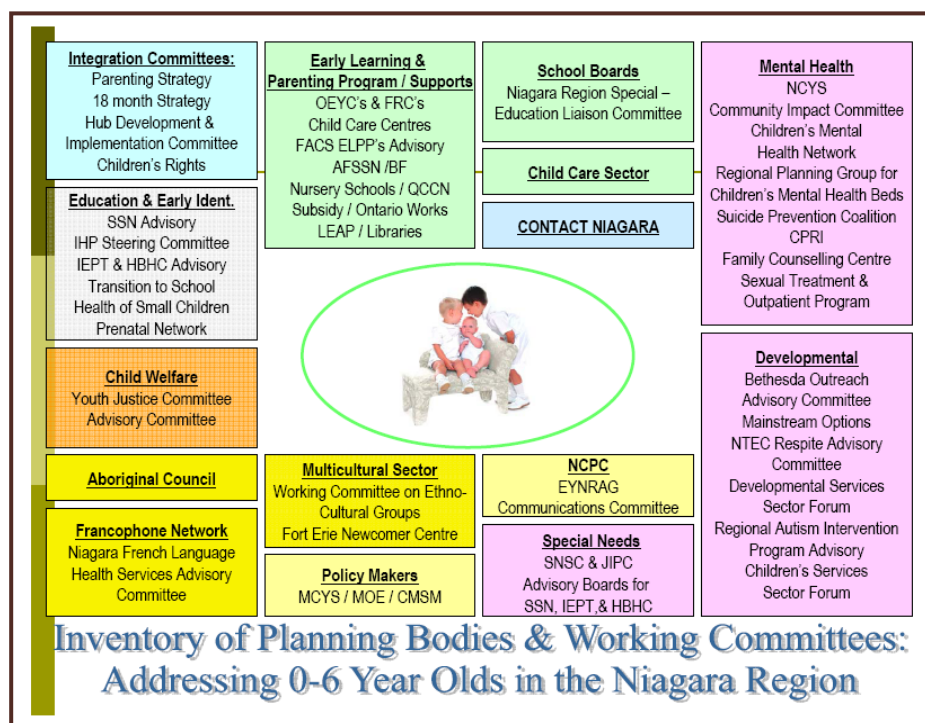 Integration Committees:
Parenting Strategy
18 month Strategy
Hub Development &
Implementation Committee
Children's Rights
Education & Early Ident.
SSN Advisory
IHP Steering Committee
IEPT & HBHC Advisory
Transition to School
Health of Small Children
Prenatal Network
Child Welfare
Youth Justice Committee
Advisory Committee
Aboriginal Council
Francophone Network
Niagara French Language
Health Services Advisory
Committee
Early Learning &
Parenting Program / Supports
OEYC's & FRC's
Child Care Centres
FACS ELPP's Advisory
AFSSN /BF
Nursery Schools / QCCN
Subsidy / Ontario Works
LEAP / Libraries
Multicultural Sector
Working Committee on Ethno-
Cultural Groups
Fort Erie Newcomer Centre
Policy Makers
MCYS / MOE / CMSM
School Boards
Niagara Region Special –
Education Liaison Committee
Child Care Sector
CONTACT NIAGARA
NCPC
EYNRAG
Communications Committee
Special Needs
SNSC & JIPC
Advisory Boards for
SSN, IEPT,& HBHC
Mental Health
NCYS
Community Impact Committee
Children's Mental
Health Network
Regional Planning Group for
Children's Mental Health Beds
Suicide Prevention Coalition
CPRI
Family Counselling Centre
Sexual Treatment &
Outpatient Program
Developmental
Bethesda Outreach
Advisory Committee
Mainstream Options
NTEC Respite Advisory
Committee
Developmental Services
Sector Forum
Regional Autism Intervention
Program Advisory
Children's Services
Sector Forum
Inventory of Planning Bodies & Working Committees:
Addressing 0-6 Year Olds in the Niagara Region